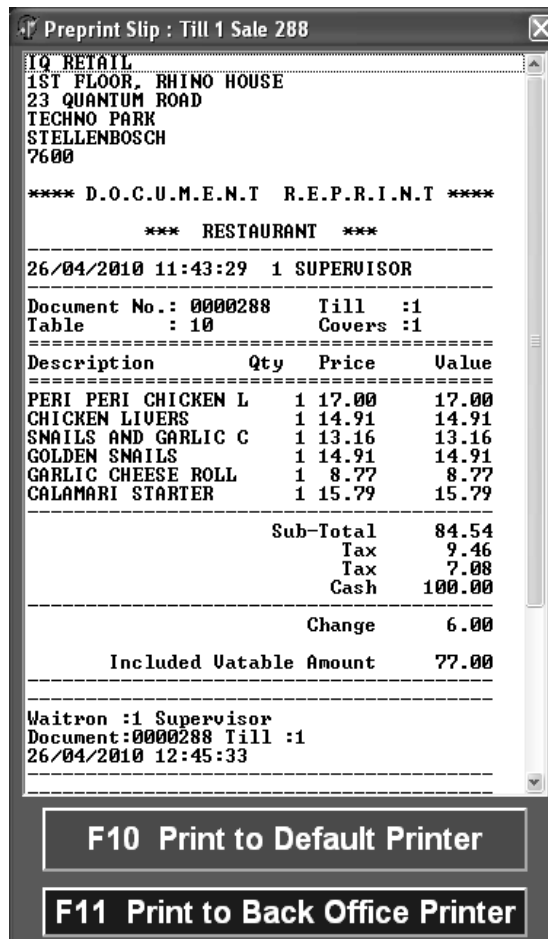 Preprint Slip : Till 1 Sale 288
IQ RETAIL
1ST FLOOR, RHINO HOUSE
23 QUANTUM ROAD
TECHNO PARK
STELLENBOSCH
7600
**** D.O.C.U.M.E.N.T R.E.P.R.I.N.T ****
*** RESTAURANT ***
26/04/2010 11:43:29 1 SUPERVISOR
Document No.: 0000288 Till :1
Table : 10 Covers :1
Description Qty Price Value
PERI PERI CHICKEN L 1 17.00 17.00
CHICKEN LIVERS 1 14.91 14.91
SNAILS AND GARLIC C 1 13.16 13.16
GOLDEN SNAILS 1 14.91 14.91
GARLIC CHEESE ROLL 1 8.77 8.77
CALAMARI STARTER 1 15.79 15.79
Sub-Total 84.54
Tax 9.46
Tax 7.08
Cash 100.00
Change 6.00
Included Vatable Amount 77.00
Waitron :1 Supervisor
Document:0000288 Till :1
26/04/2010 12:45:33
F10 Print to Default Printer
F11 Print to Back Office Printer